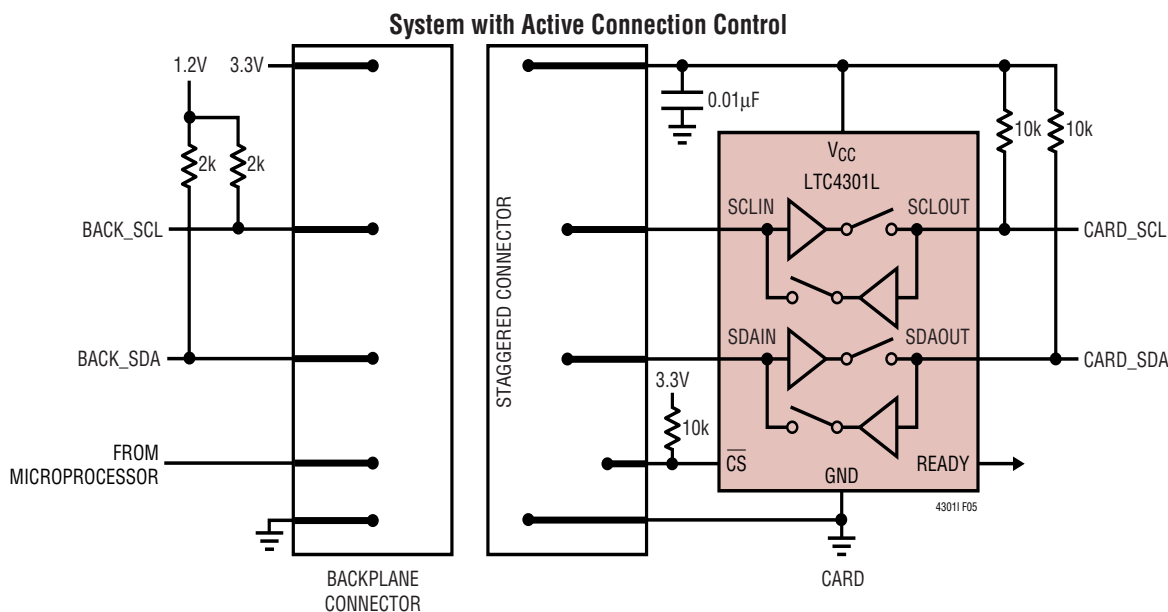 System with Active Connection Control
1.2V
3.3V
2k
2k
BACK_SCL
BACK_SDA
FROM
MICROPROCESSOR
BACKPLANE
CONNECTOR
STAGGERED CONNECTOR
0.01µF
10k
10k
VCC
LTC4301L
SCLIN
SCLOUT
CARD_SCL
SDAIN
SDAOUT
CARD_SDA
3.3V
10k
CS
READY
GND
4301I F05
CARD